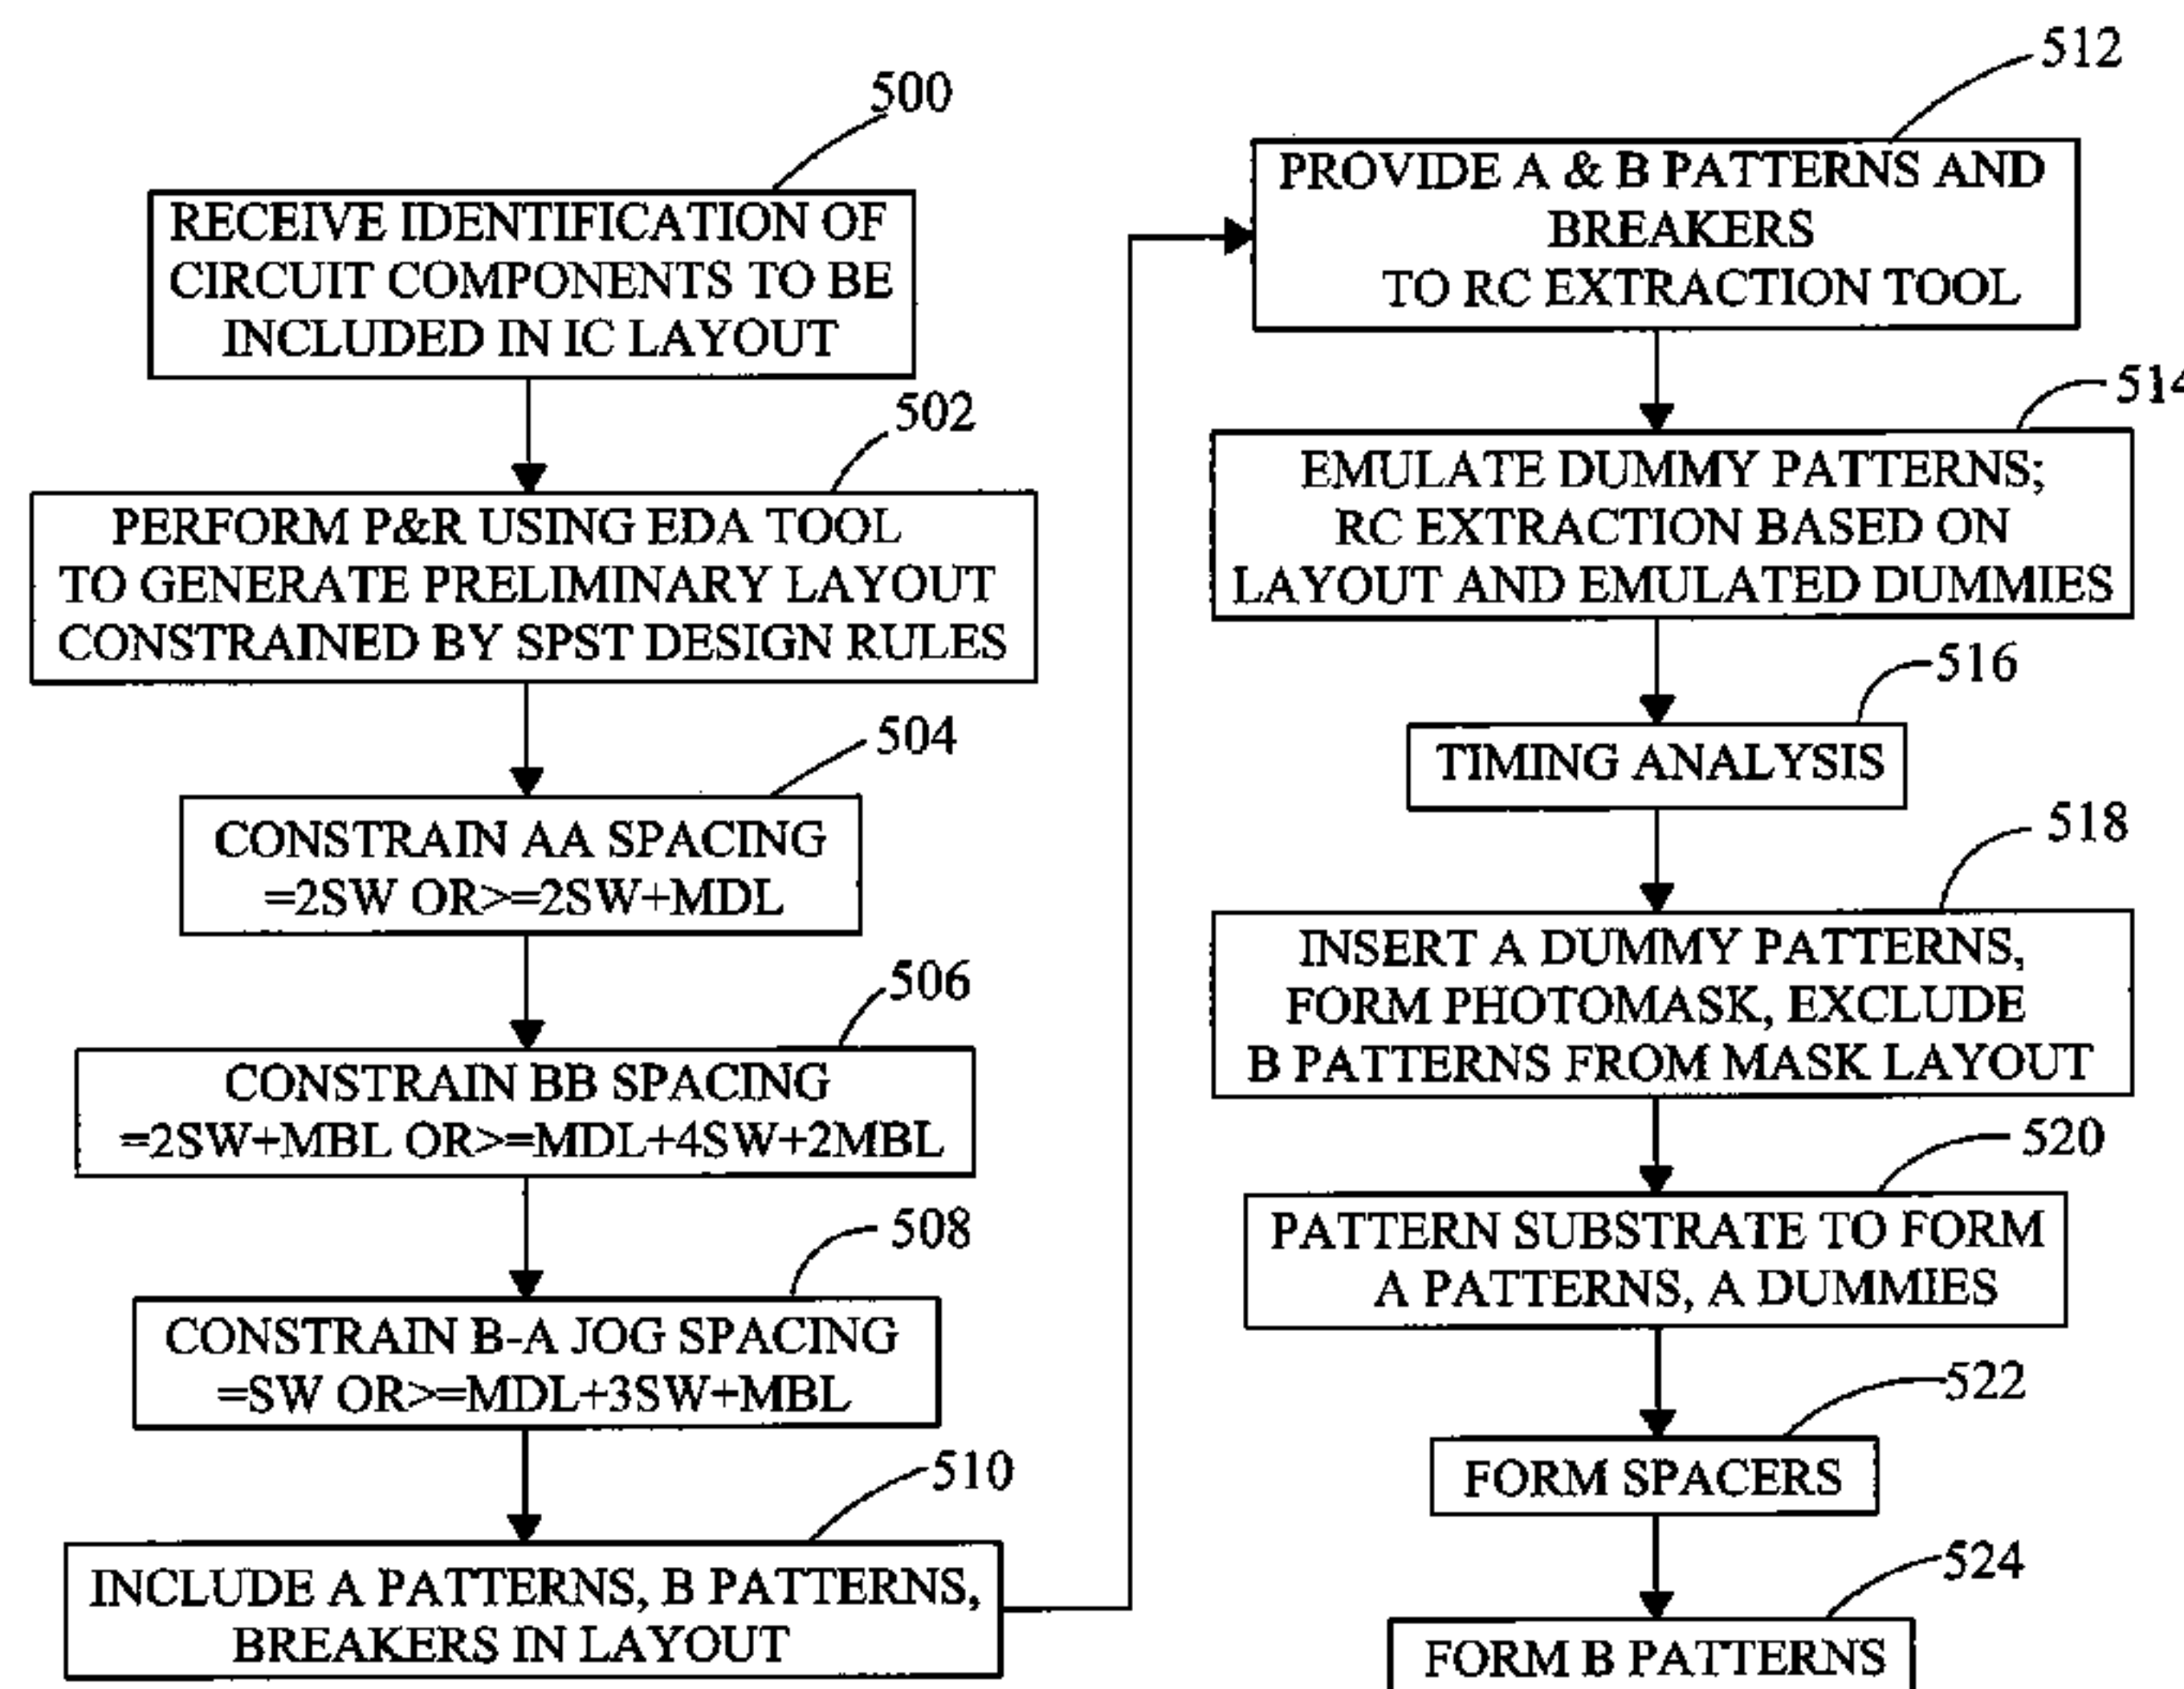 500
RECEIVE IDENTIFICATION OF
CIRCUIT COMPONENTS TO BE
INCLUDED IN IC LAYOUT
502
PERFORM P&R USING EDA TOOL
TO GENERATE PRELIMINARY LAYOUT
CONSTRAINED BY SPST DESIGN RULES
504
CONSTRAIN AA SPACING
=2SW OR>=2SW+MDL
506
CONSTRAIN BB SPACING
=2SW+MBL OR>=MDL+4SW+2MBL
508
CONSTRAIN B-A JOG SPACING
=SW OR>=MDL+3SW+MBL
510
INCLUDE A PATTERNS, B PATTERNS,
BREAKERS IN LAYOUT
512
PROVIDE A & B PATTERNS AND
BREAKERS
TO RC EXTRACTION TOOL
514
EMULATE DUMMY PATTERNS;
RC EXTRACTION BASED ON
LAYOUT AND EMULATED DUMMIES
516
TIMING ANALYSIS
518
INSERT A DUMMY PATTERNS,
FORM PHOTOMASK, EXCLUDE
B PATTERNS FROM MASK LAYOUT
520
PATTERN SUBSTRATE TO FORM
A PATTERNS, A DUMMIES
522
FORM SPACERS
524
FORM B PATTERNS